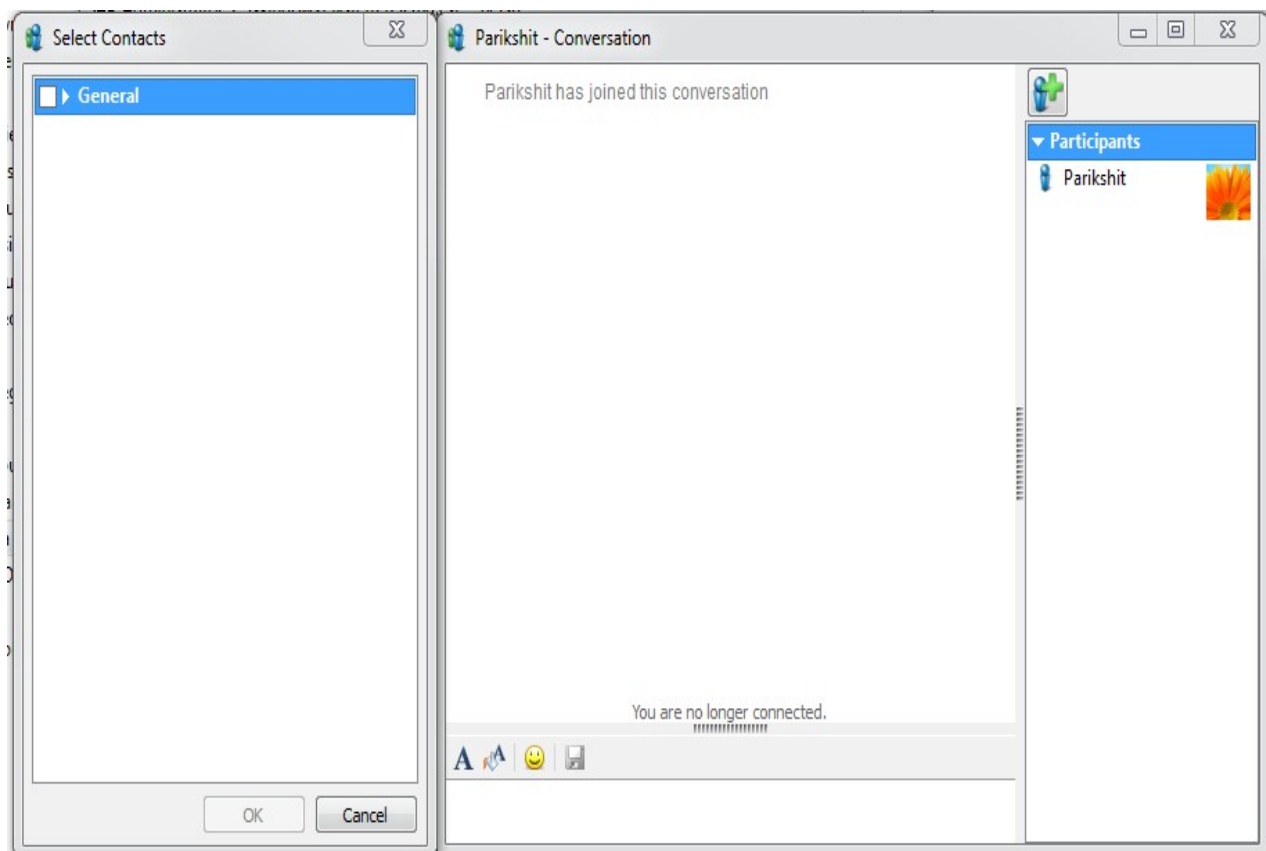 Select Contacts
General
OK
Cancel
Parikshit - Conversation
Parikshit has joined this conversation
You are no longer connected.
A A
Participants
Parikshit